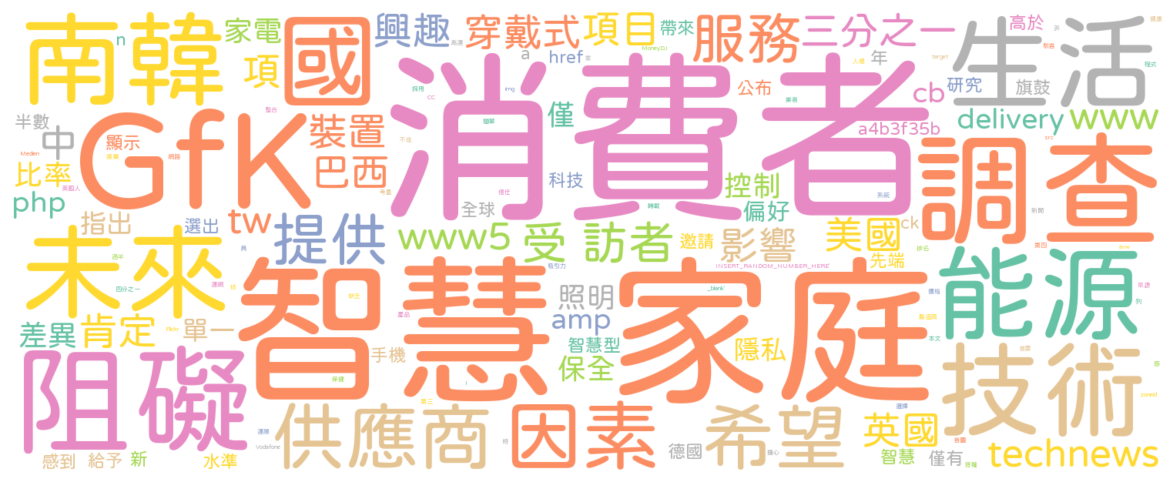 南韓
n
家電
國
興趣
穿戴式
項目
帶來
服務
三分之一
高於
生活
項
a
href
年
研究
旗鼓
公布
cb
消費者
僅
半數
中
GfK
裝置
顯示
a4b3f35b
delivery
www
比率
巴西
科技
控制
調查
php
指出
選出
tw
提供
全球
偏好
www5
受訪者
邀請
影響
美國
ck
先端
未來
INSERT_RANDOM_NUMBER_HERE
智慧
家庭
能源
差異
肯定
單一
照明
amp
手機
智慧型
保全
隱私
阻礙
技術
供應商
因素
希望
英國
德國
智慧
僅有
technews
感到
給予
新
水準